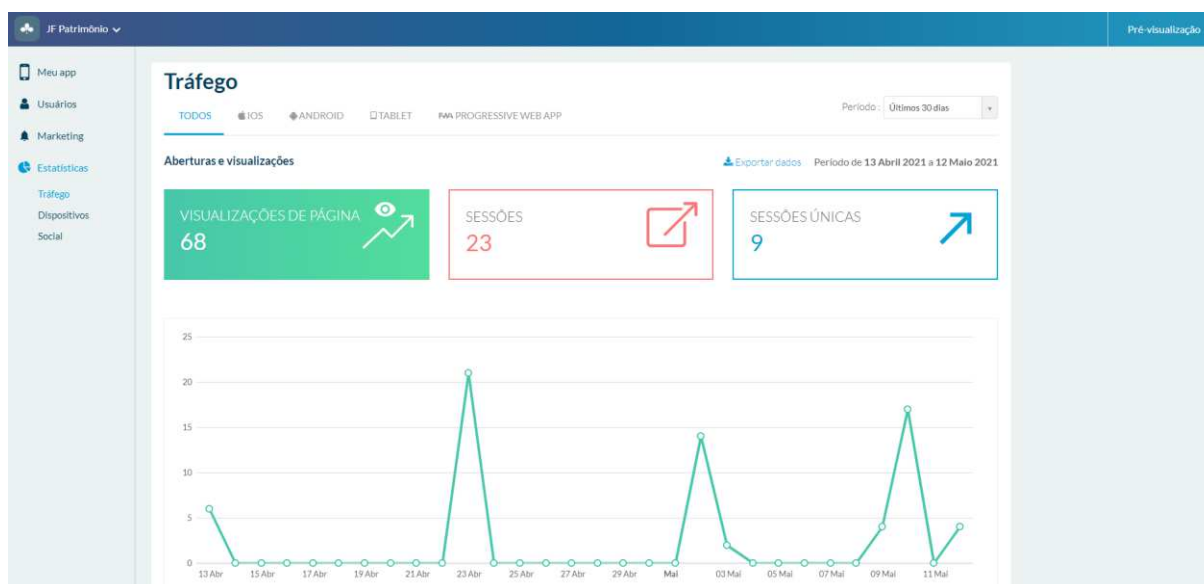 JF Patrimônio
Pré-visualização
Meu app
Usuários
Marketing
Estatísticas
Tráfego
Dispositivos
Social
Tráfego
TODOS IOS ANDROID TABLET PWA PROGRESSIVE WEB APP
Período : Últimos 30 dias
Aberturas e visualizações
Exportar dados Período de 13 Abril 2021 a 12 Maio 2021
VISUALIZAÇÕES DE PÁGINA
68
SESSÕES
23
SESSÕES ÚNICAS
9
25
20
15
10
5
0
13 Abr 15 Abr 17 Abr 19 Abr 21 Abr 23 Abr 25 Abr 27 Abr 29 Abr Mai 03 Mai 05 Mai 07 Mai 09 Mai 11 Mai